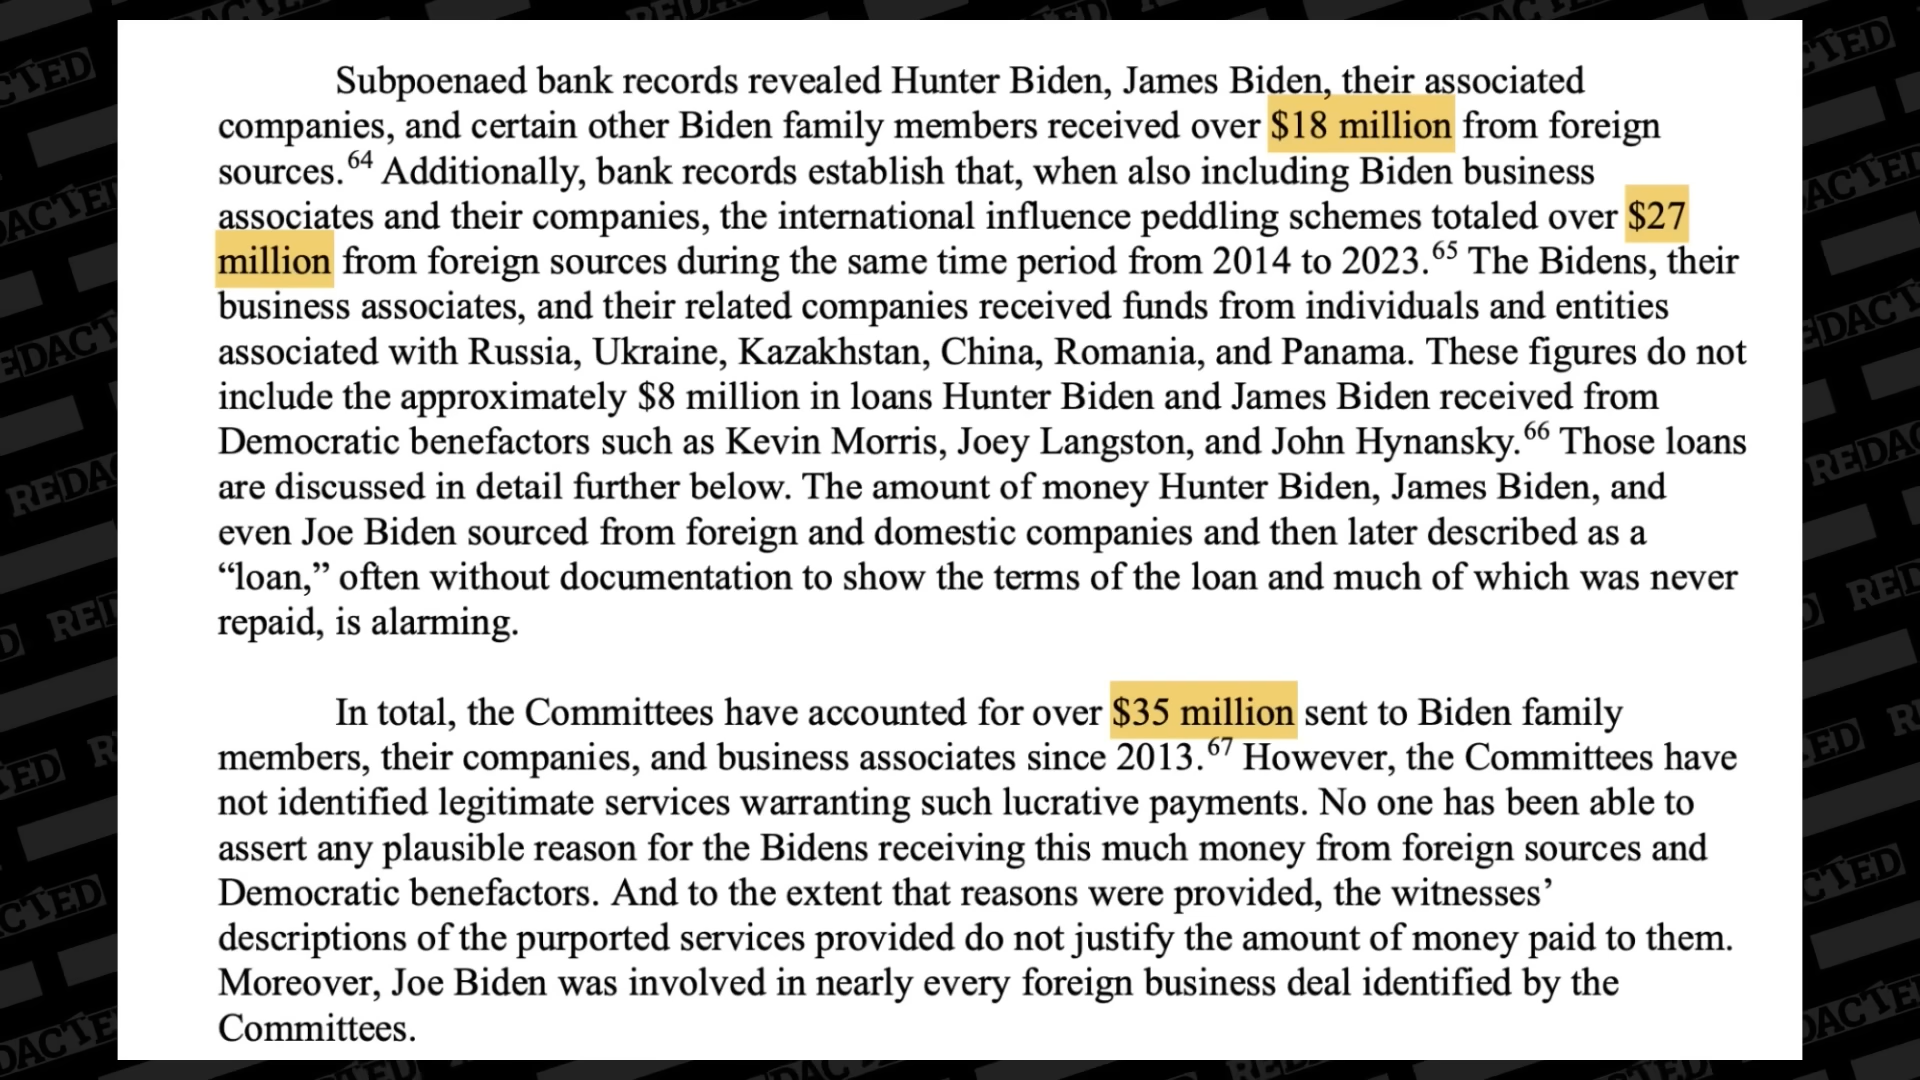 Subpoenaed bank records revealed Hunter Biden, James Biden, their associated
companies, and certain other Biden family members received over $18 million from foreign
sources.64 Additionally, bank records establish that, when also including Biden business
associates and their companies, the international influence peddling schemes totaled over $27
million from foreign sources during the same time period from 2014 to 2023.65 The Bidens, their
business associates, and their related companies received funds from individuals and entities
associated with Russia, Ukraine, Kazakhstan, China, Romania, and Panama. These figures do not
include the approximately $8 million in loans Hunter Biden and James Biden received from
Democratic benefactors such as Kevin Morris, Joey Langston, and John Hynansky.66 Those loans
are discussed in detail further below. The amount of money Hunter Biden, James Biden, and
even Joe Biden sourced from foreign and domestic companies and then later described as a
“loan,” often without documentation to show the terms of the loan and much of which was never
repaid, is alarming.
In total, the Committees have accounted for over $35 million sent to Biden family
members, their companies, and business associates since 2013.67 However, the Committees have
not identified legitimate services warranting such lucrative payments. No one has been able to
assert any plausible reason for the Bidens receiving this much money from foreign sources and
Democratic benefactors. And to the extent that reasons were provided, the witnesses’
descriptions of the purported services provided do not justify the amount of money paid to them.
Moreover, Joe Biden was involved in nearly every foreign business deal identified by the
Committees.